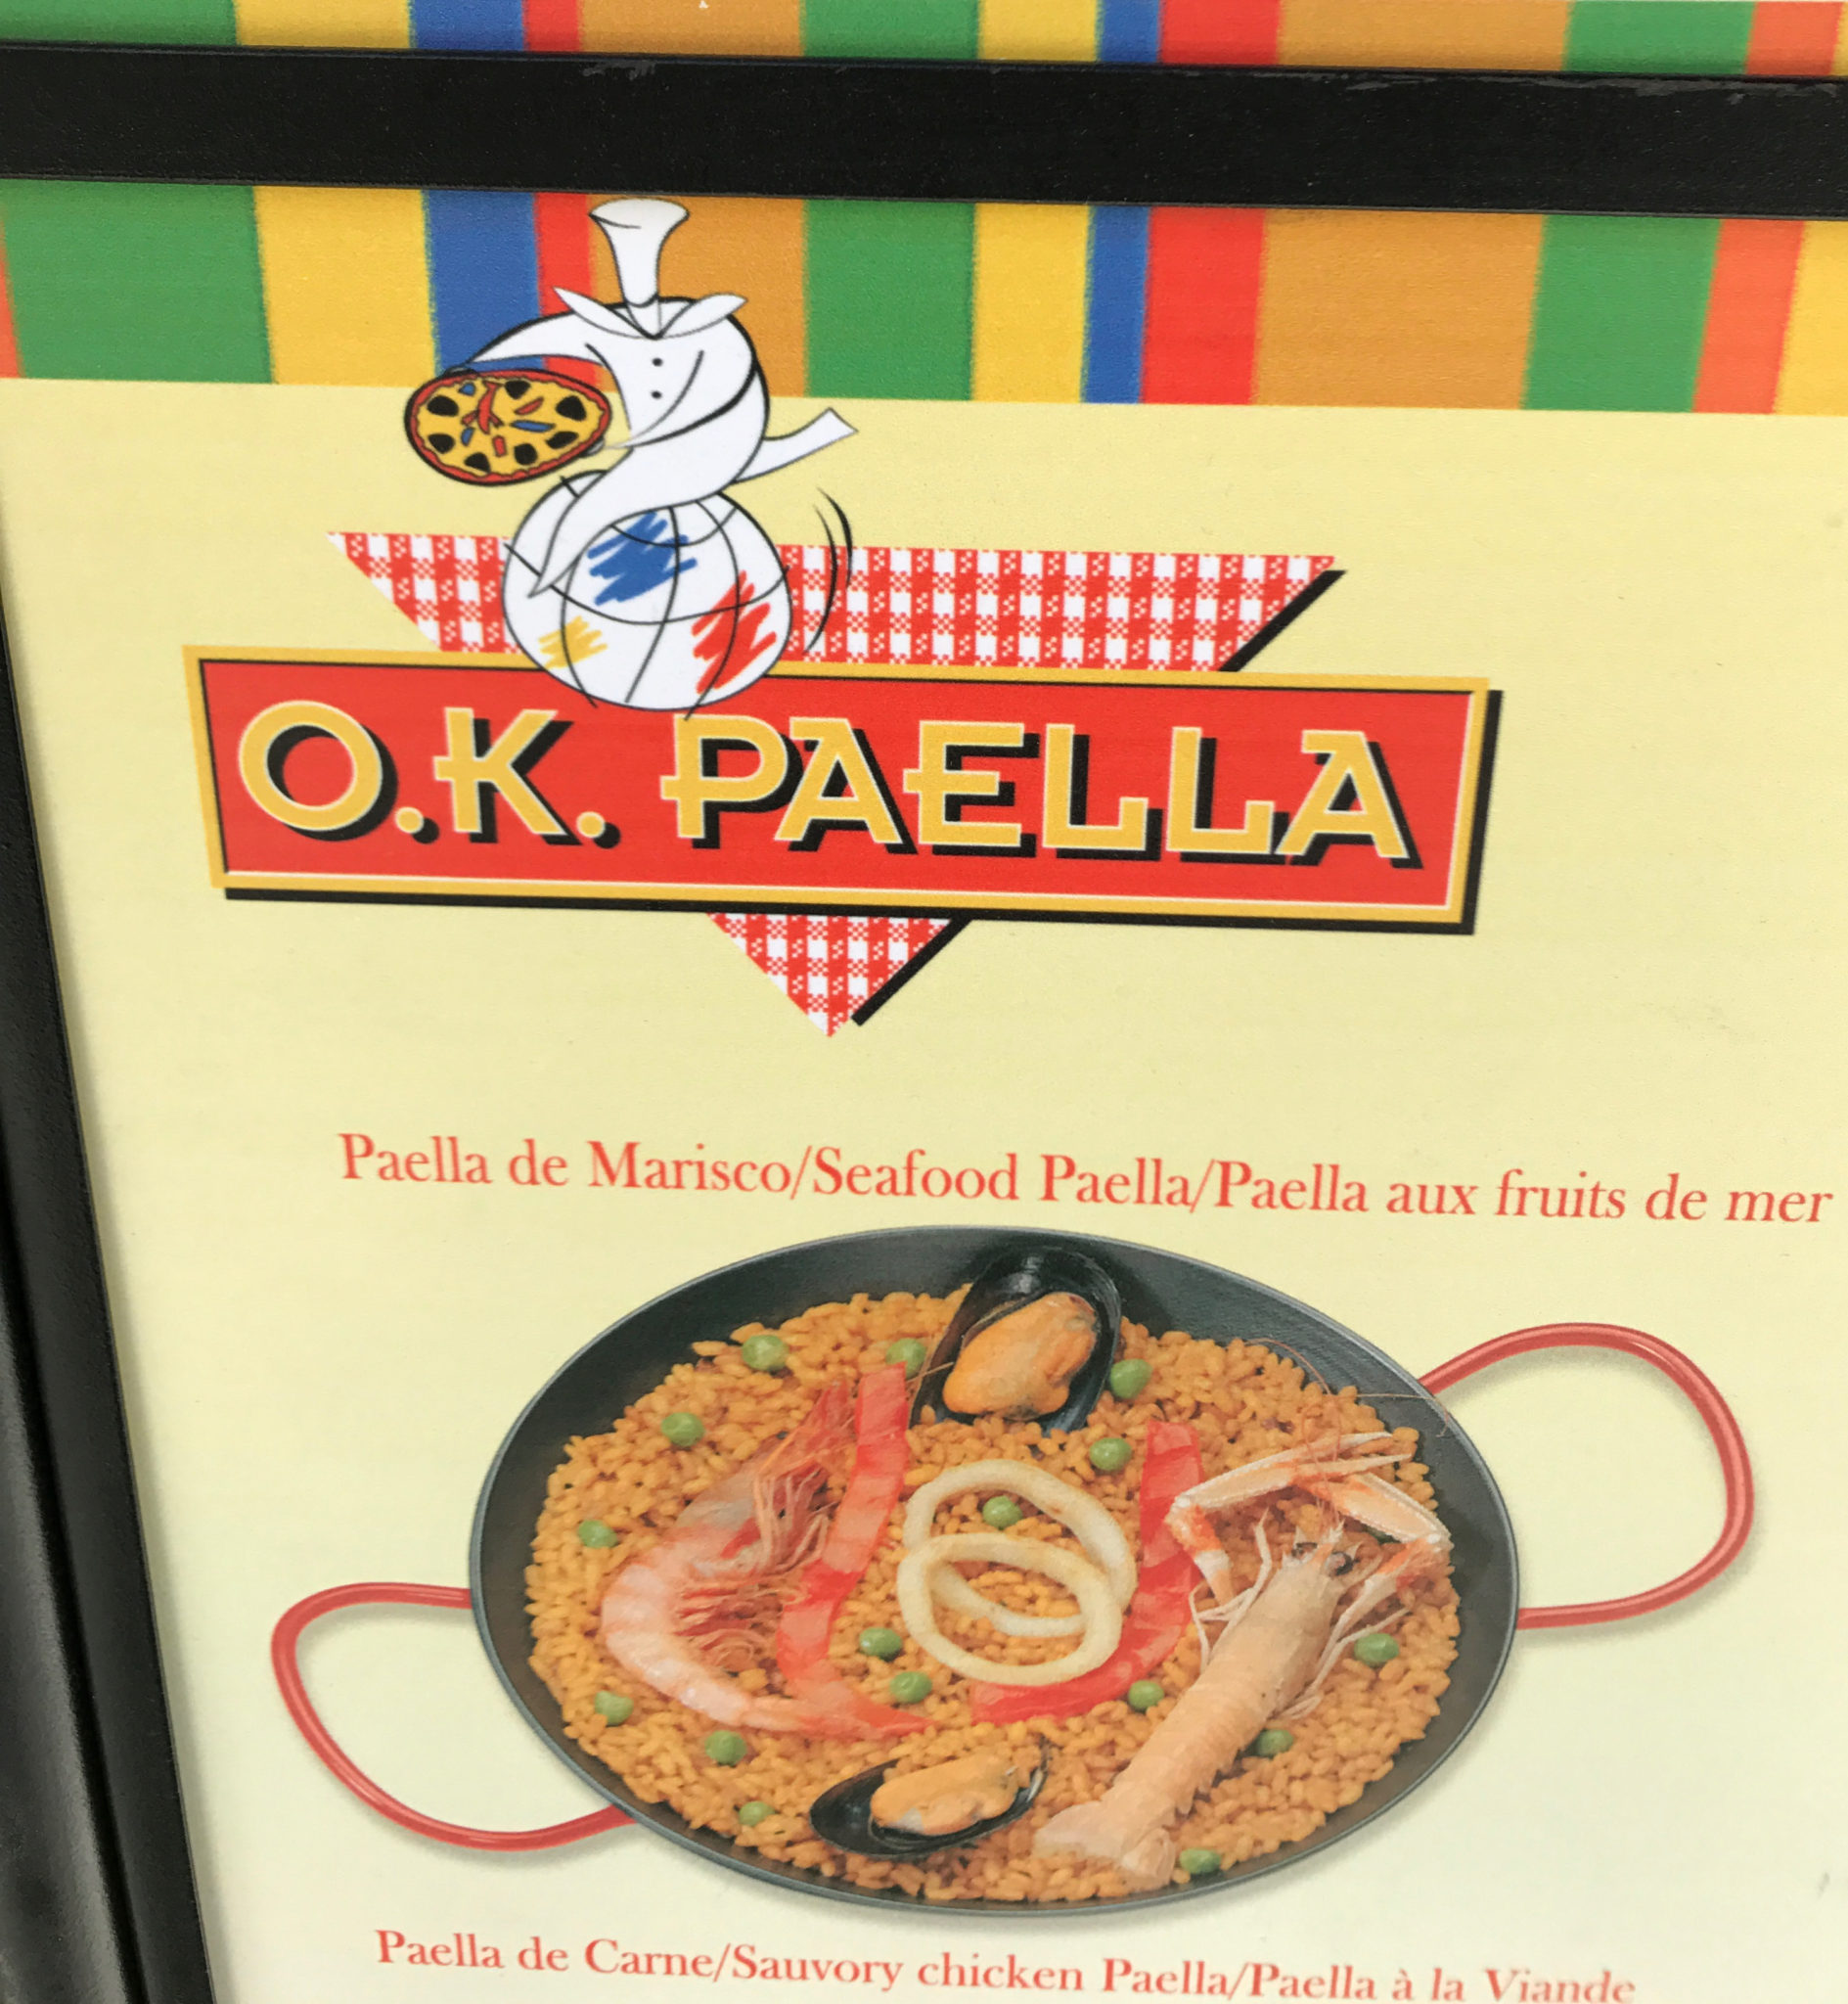 O.K. PAELLA
Paella de Marisco/Seafood Paella/Paella aux fruits de mer
Paella de Carne/Sauvory chicken Paella/Paella à la Viande